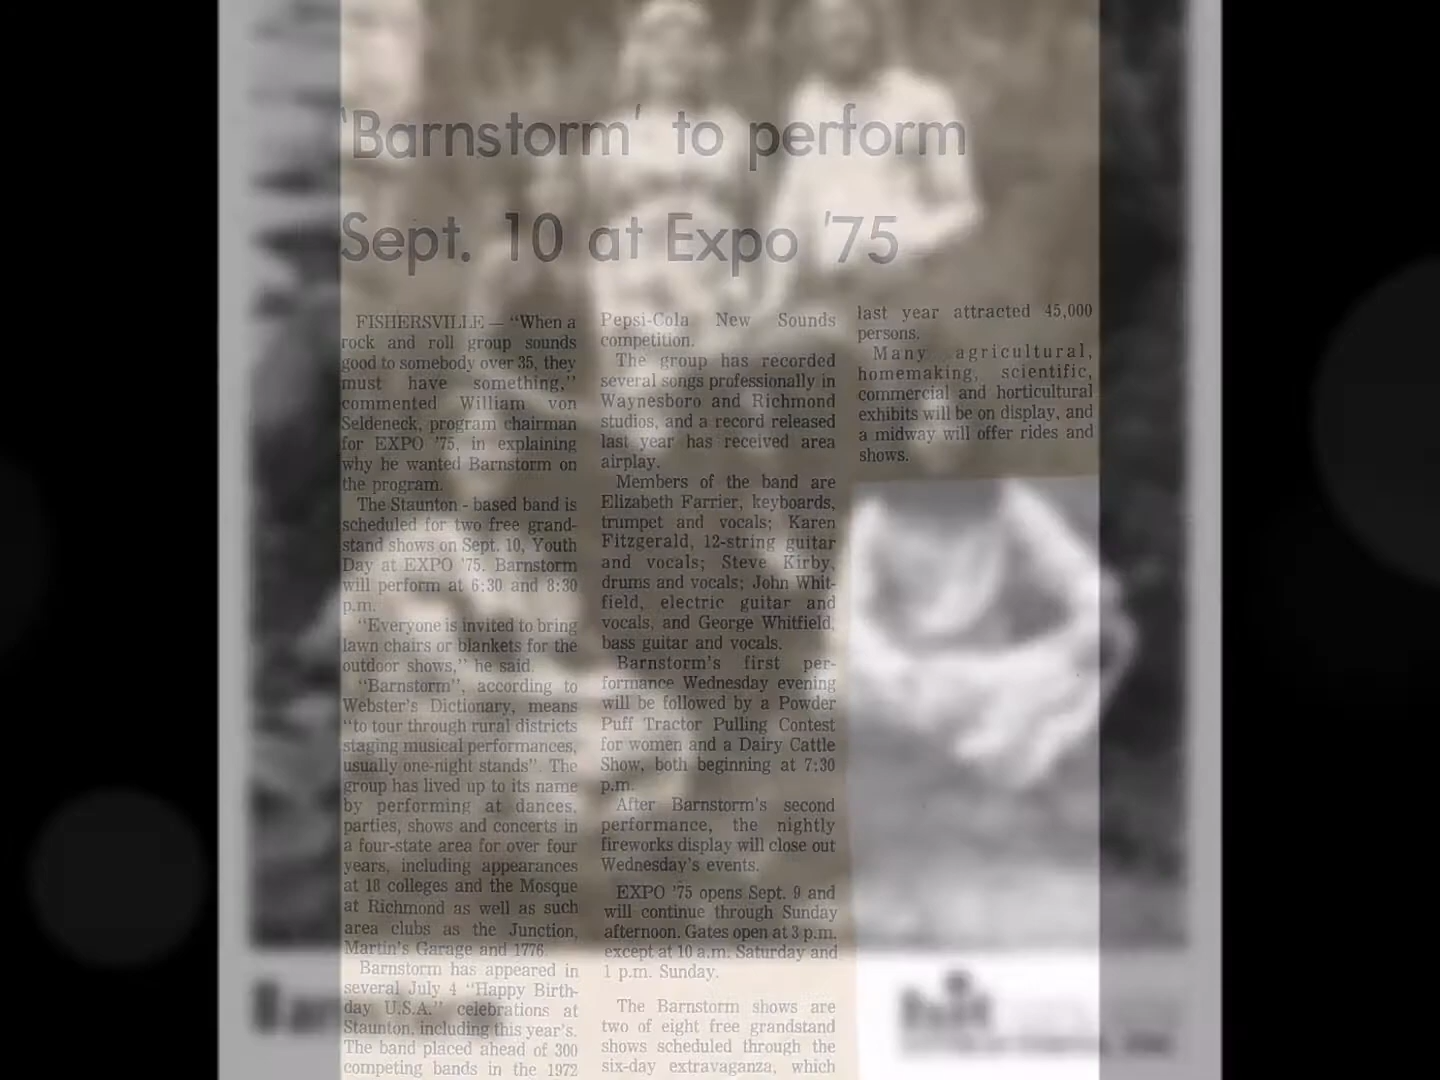 'Barnstorm' to perform
Sept. 10 at Expo '75
FISHERSVILLE — "When a
rock and roll group sounds
good to somebody over 35, they
must have something,"
commented William von
Seldeneck, program chairman
for EXPO '75, in explaining
why he wanted Barnstorm on
the program.
The Staunton - based band is
scheduled for two free grand-
stand shows on Sept. 10, Youth
Day at EXPO '75. Barnstorm
will perform at 6:30 and 8:30
p.m.
"Everyone is invited to bring
lawn chairs or blankets for the
outdoor shows," he said.
"Barnstorm", according to
Webster's Dictionary, means
"to tour through rural districts
staging musical performances,
usually one-night stands". The
group has lived up to its name
by performing at dances,
parties, shows and concerts in
a four-state area for over four
years, including appearances
at 18 colleges and the Mosque
at Richmond as well as such
area clubs as the Junction,
Martin's Garage and 1776.
Barnstorm has appeared in
several July 4 "Happy Birth-
day U.S.A." celebrations at
Staunton, including this year's.
The band placed ahead of 300
competing bands in the 1972
Pepsi-Cola New Sounds
competition.
The group has recorded
several songs professionally in
Waynesboro and Richmond
studios, and a record released
last year has received area
airplay.
Members of the band are
Elizabeth Farrier, keyboards,
trumpet and vocals; Karen
Fitzgerald, 12-string guitar
and vocals; Steve Kirby,
drums and vocals; John Whit-
field, electric guitar and
vocals, and George Whitfield,
bass guitar and vocals.
Barnstorm's first per-
formance Wednesday evening
will be followed by a Powder
Puff Tractor Pulling Contest
for women and a Dairy Cattle
Show, both beginning at 7:30
p.m.
After Barnstorm's second
performance, the nightly
fireworks display will close out
Wednesday's events.
EXPO '75 opens Sept. 9 and
will continue through Sunday
afternoon. Gates open at 3 p.m.
except at 10 a.m. Saturday and
1 p.m. Sunday.
The Barnstorm shows are
two of eight free grandstand
shows scheduled through the
six-day extravaganza, which
last year attracted 45,000
persons.
Many agricultural,
homemaking, scientific,
commercial and horticultural
exhibits will be on display, and
a midway will offer rides and
shows.